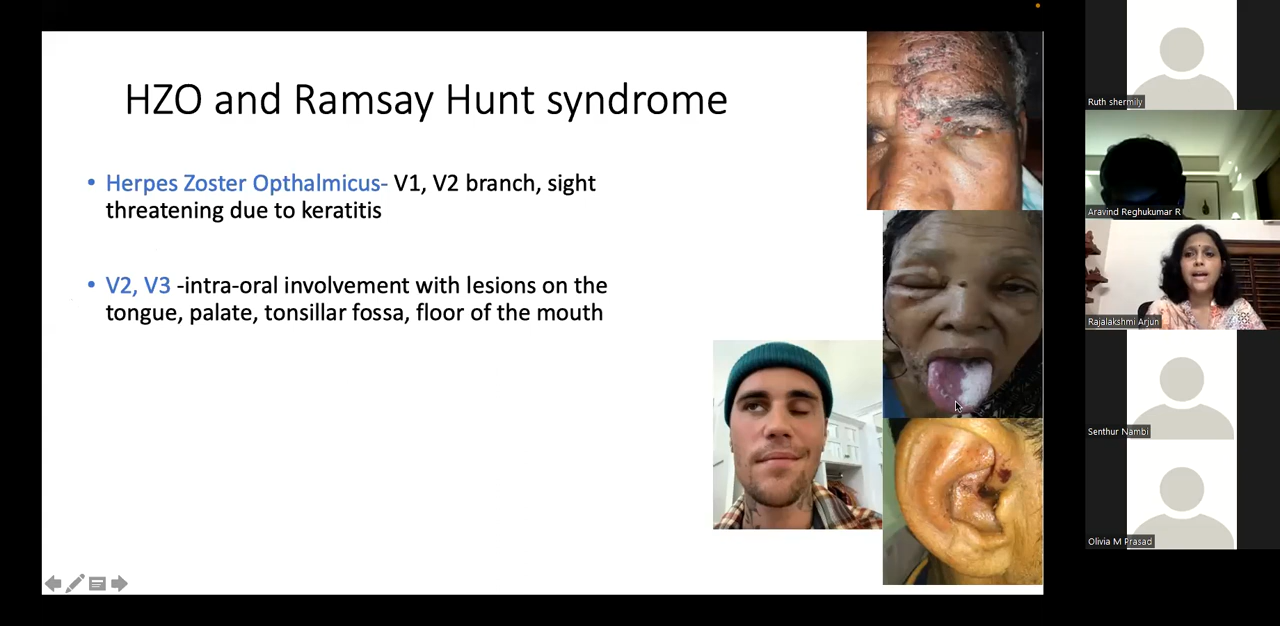 HZO and Ramsay Hunt syndrome
• Herpes Zoster Opthalmicus- V1, V2 branch, sight
threatening due to keratitis
• V2, V3 -intra-oral involvement with lesions on the
tongue, palate, tonsillar fossa, floor of the mouth
Ruth shermily
Aravind Reghukumar R
Rajalakshmi Arjun
Senthur Nambi
Olivia M Prasad